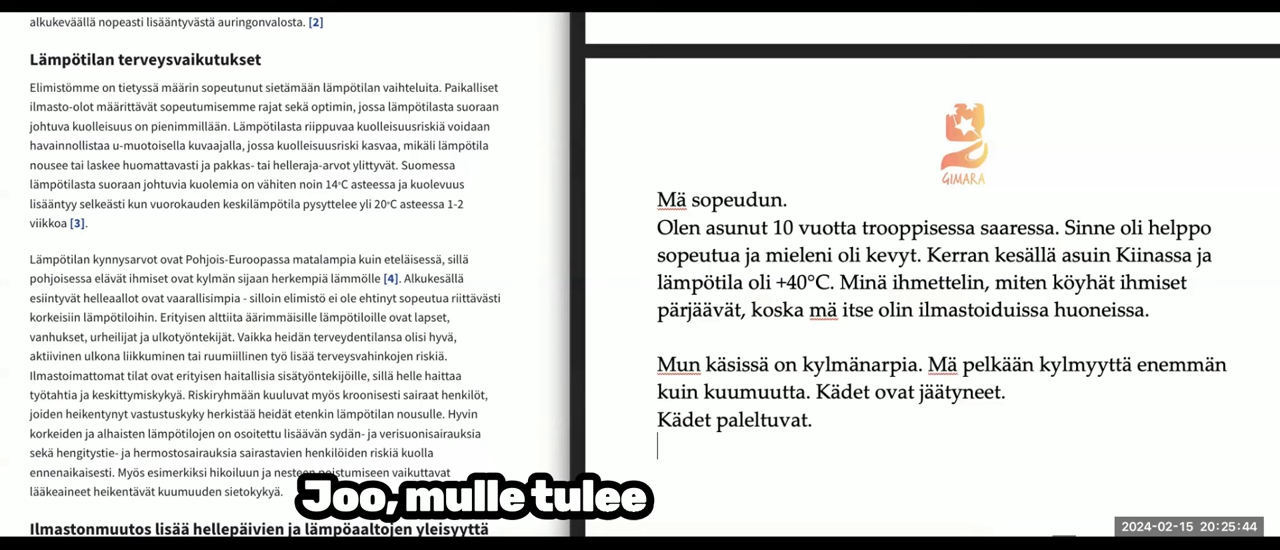 alkukeväällä nopeasti lisääntyvästä auringonvalosta. [2]
Lämpötilan terveysvaikutukset
Elimistömme on tietyssä määrin sopeutunut sietämään lämpötilan vaihteluita. Paikalliset
ilmasto-olot määrittävät sopeutumisemme rajat sekä optimin, jossa lämpötilasta suoraan
johtuva kuolleisuus on pienimmillään. Lämpötilasta riippuvaa kuolleisuusriskiä voidaan
havainnollistaa u-muotoisella kuvaajalla, jossa kuolleisuusriski kasvaa, mikäli lämpötila
nousee tai laskee huomattavasti ja pakkas- tai helleraja-arvot ylittyvät. Suomessa
lämpötilasta suoraan johtuvia kuolemia on vähiten noin 14°C asteessa ja kuolevuus
lisääntyy selkeästi kun vuorokauden keskilämpötila pysyttelee yli 20°C asteessa 1-2
viikkoa [3].
Lämpötilan kynnysarvot ovat Pohjois-Euroopassa matalampia kuin eteläisessä, sillä
pohjoisessa elävät ihmiset ovat kylmän sijaan herkempiä lämmölle [4]. Alkukesällä
esiintyvät helleaallot ovat vaarallisimpia - silloin elimistö ei ole ehtinyt sopeutua riittävästi
korkeisiin lämpötiloihin. Erityisen alttiita äärimmäisille lämpötiloille ovat lapset,
vanhukset, urheilijat ja ulkotyöntekijät. Vaikka heidän terveydentilansa olisi hyvä,
aktiivinen ulkona liikkuminen tai ruumiillinen työ lisää terveysvahinkojen riskiä.
Ilmastoimattomat tilat ovat erityisen haitallisia sisätyöntekijöille, sillä helle haittaa
työtahtia ja keskittymiskykyä. Riskiryhmään kuuluvat myös kroonisesti sairaat henkilöt,
joiden heikentynyt vastustuskyky herkistää heidät etenkin lämpötilan nousulle. Hyvin
korkeiden ja alhaisten lämpötilojen on osoitettu lisäävän sydän- ja verisuonisairauksia
sekä hengitystie- ja hermostosairauksia sairastavien henkilöiden riskiä kuolla
ennenaikaisesti. Myös esimerkiksi hikoiluun ja nesteen poistumiseen vaikuttavat
lääkeaineet heikentävät kuumuuden sietokykyä.
Ilmastonmuutos lisää hellepäivien ja lämpöaaltojen yleisyyttä
GIMARA
Mä sopeudun.
Olen asunut 10 vuotta trooppisessa saaressa. Sinne oli helppo
sopeutua ja mieleni oli kevyt. Kerran kesällä asuin Kiinassa ja
lämpötila oli +40°C. Minä ihmettelin, miten köyhät ihmiset
pärjäävät, koska mä itse olin ilmastoiduissa huoneissa.
Mun käsissä on kylmänarpia. Mä pelkään kylmyyttä enemmän
kuin kuumuutta. Kädet ovat jäätyneet.
Kädet paleltuvat.
Joo, mulle tulee
2024-02-15 20:25:44